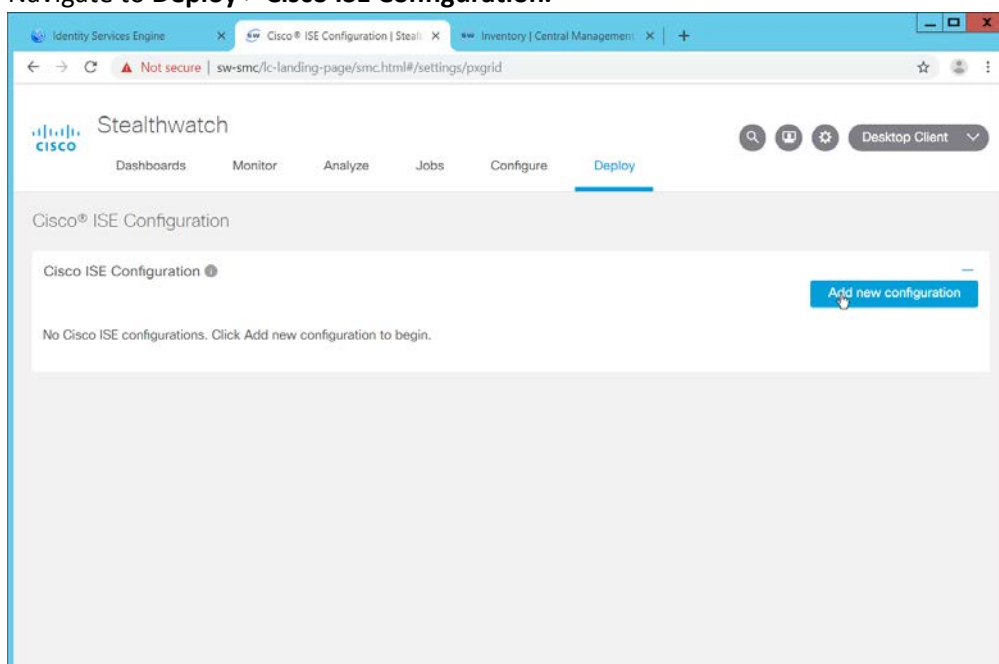 Navigate to Deploy > Cisco ISE Configuration.
Identity Services Engine
Cisco® ISE Configuration | Steal
Inventory | Central Management
Not secure | sw-smc/lc-landing-page/smc.html#/settings/pxgrid
CISCO
Stealthwatch
Desktop Client
Dashboards Monitor Analyze Jobs Configure Deploy
Cisco® ISE Configuration
Cisco ISE Configuration
Add new configuration
No Cisco ISE configurations. Click Add new configuration to begin.